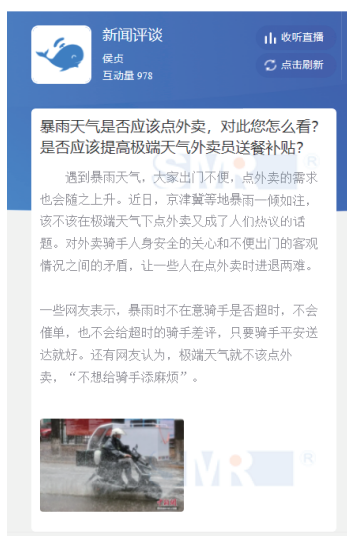 新闻评谈
侯贞
互动量 978
收听直播
点击刷新
暴雨天气是否应该点外卖，对此您怎么看？
是否应该提高极端天气外卖员送餐补贴？
遇到暴雨天气，大家出门不便，点外卖的需求
也会随之上升。近日，京津冀等地暴雨一倾如注，
该不该在极端天气下点外卖又成了人们热议的话
题。对外卖骑手人身安全的关心和不便出门的客观
情况之间的矛盾，让一些人在点外卖时进退两难。
一些网友表示，暴雨时不在意骑手是否超时，不会
催单，也不会给超时的骑手差评，只要骑手平安送
达就好。还有网友认为，极端天气就不该点外
卖，“不想给骑手添麻烦”。
SMR®
SMR®